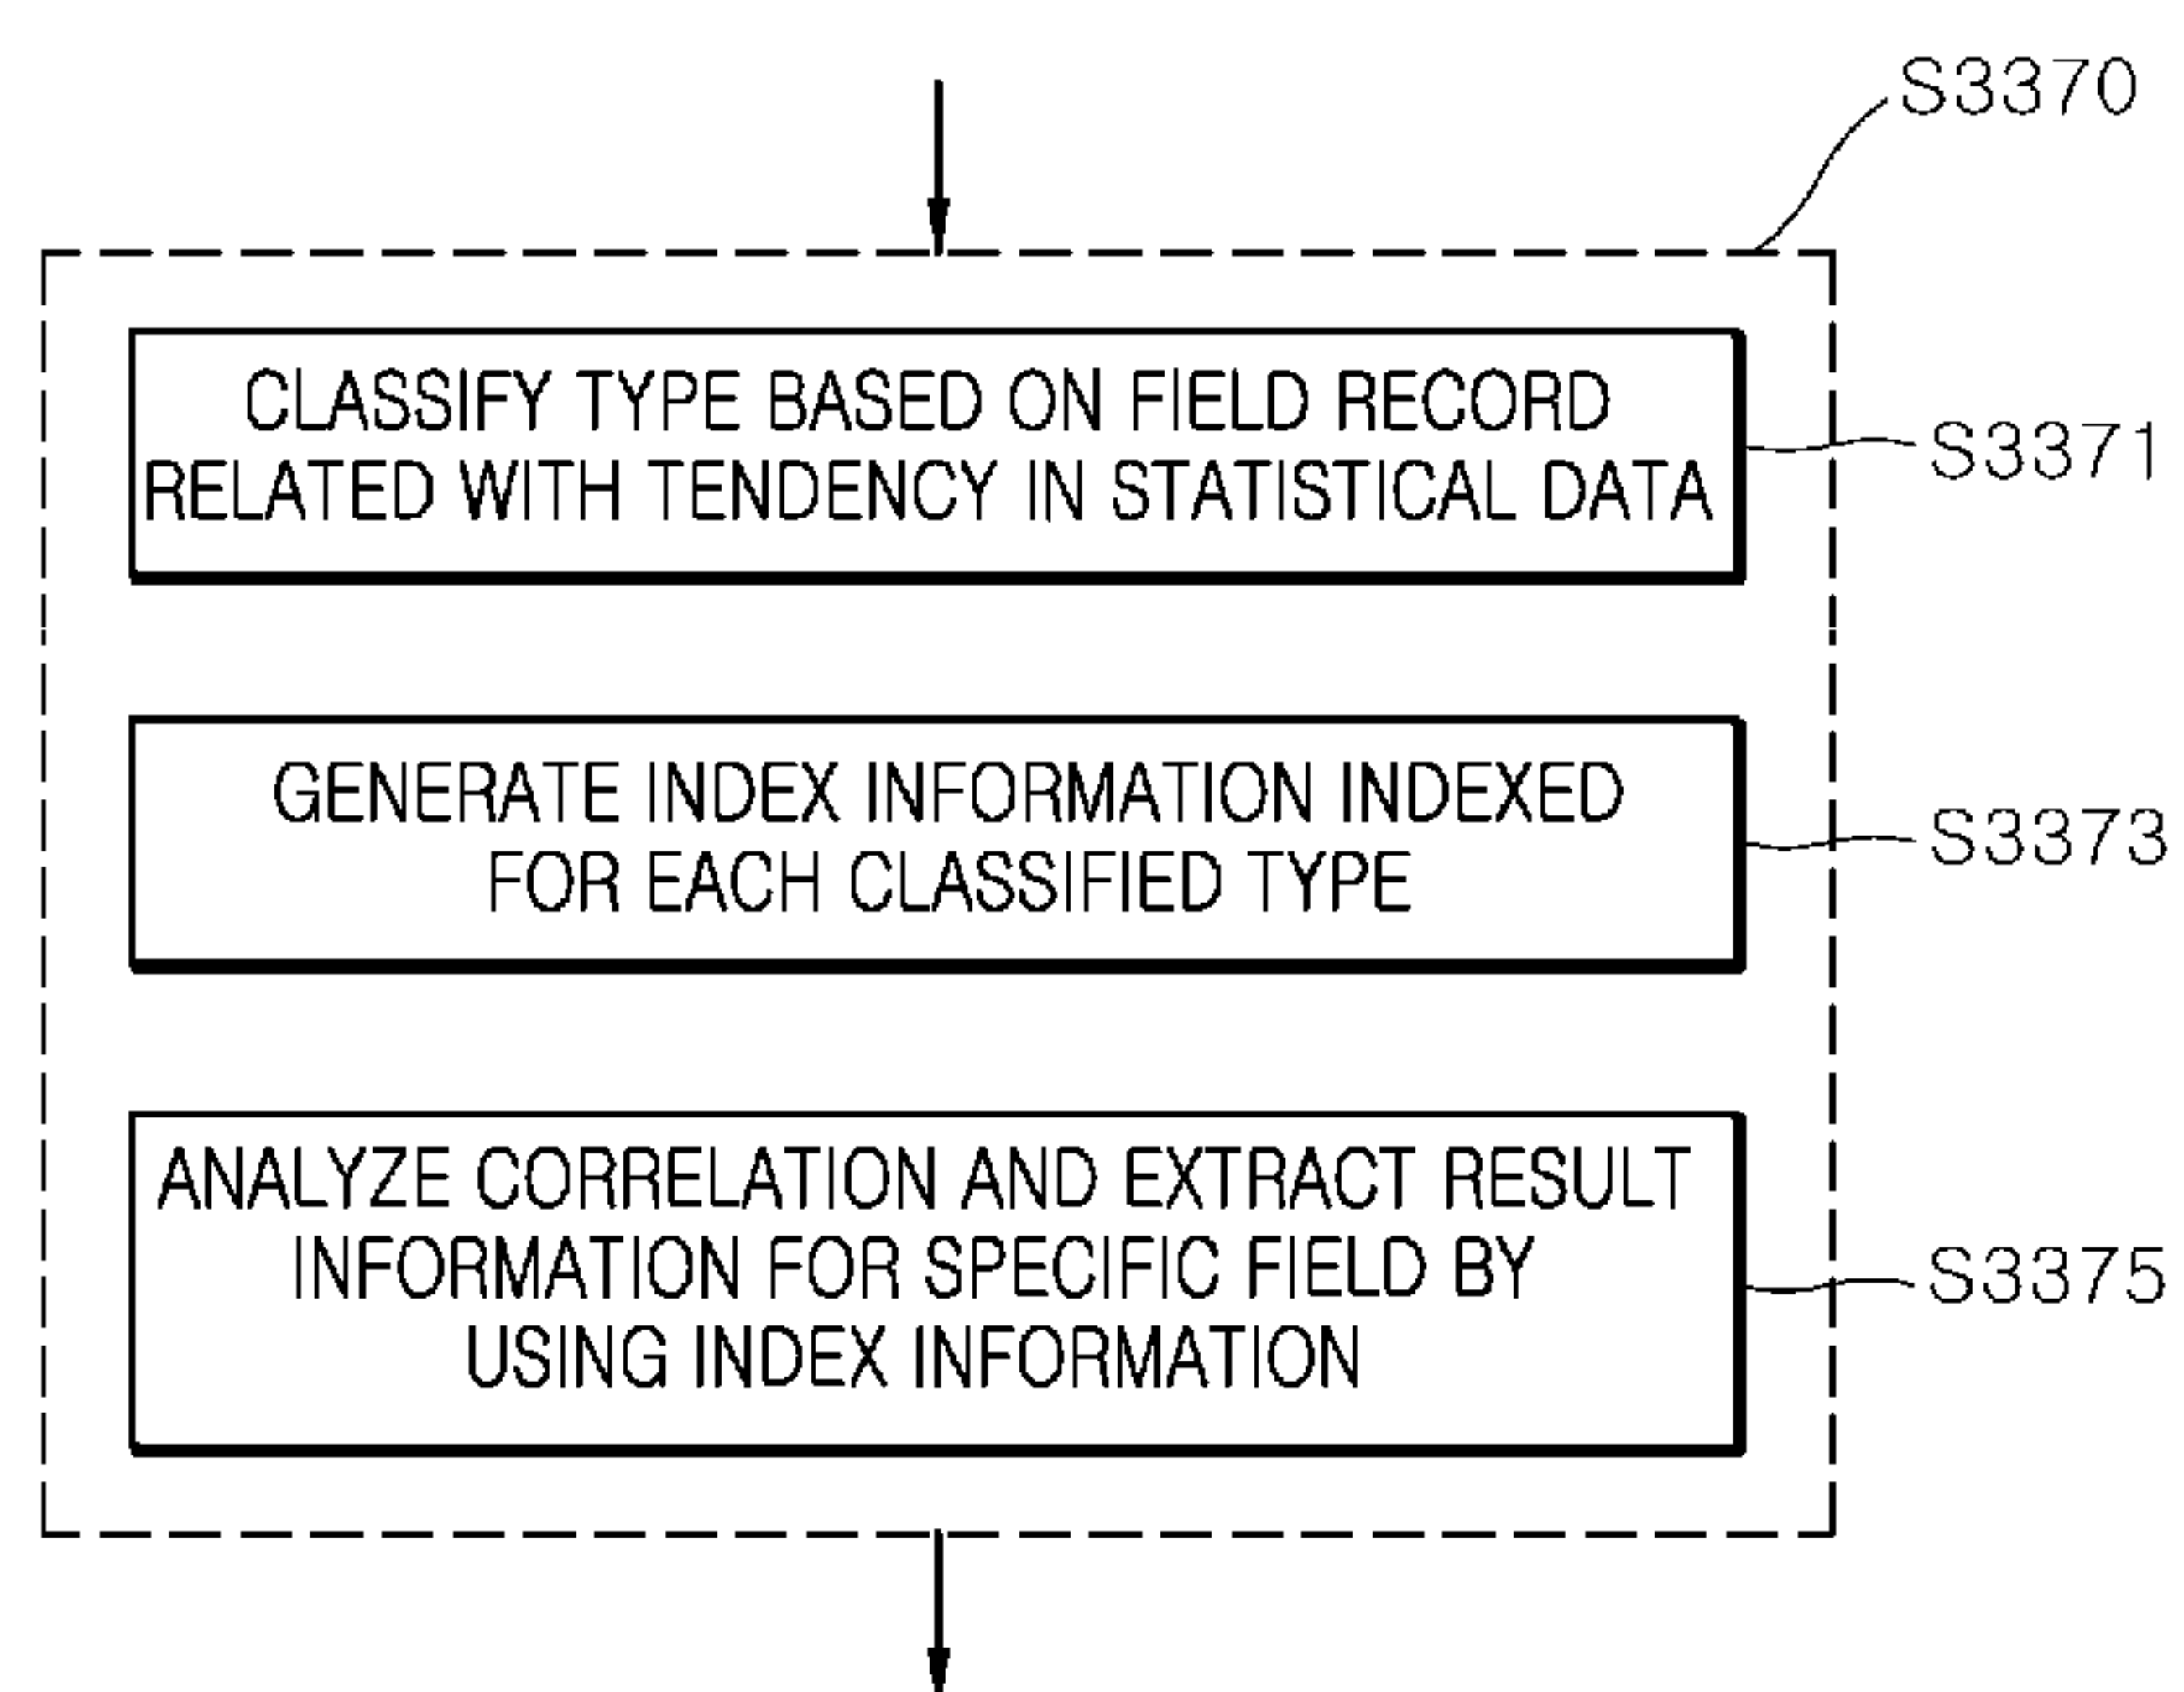 S3370
CLASSIFY TYPE BASED ON FIELD RECORD
RELATED WITH TENDENCY IN STATISTICAL DATA
S3371
GENERATE INDEX INFORMATION INDEXED
FOR EACH CLASSIFIED TYPE
S3373
ANALYZE CORRELATION AND EXTRACT RESULT
INFORMATION FOR SPECIFIC FIELD BY
USING INDEX INFORMATION
S3375